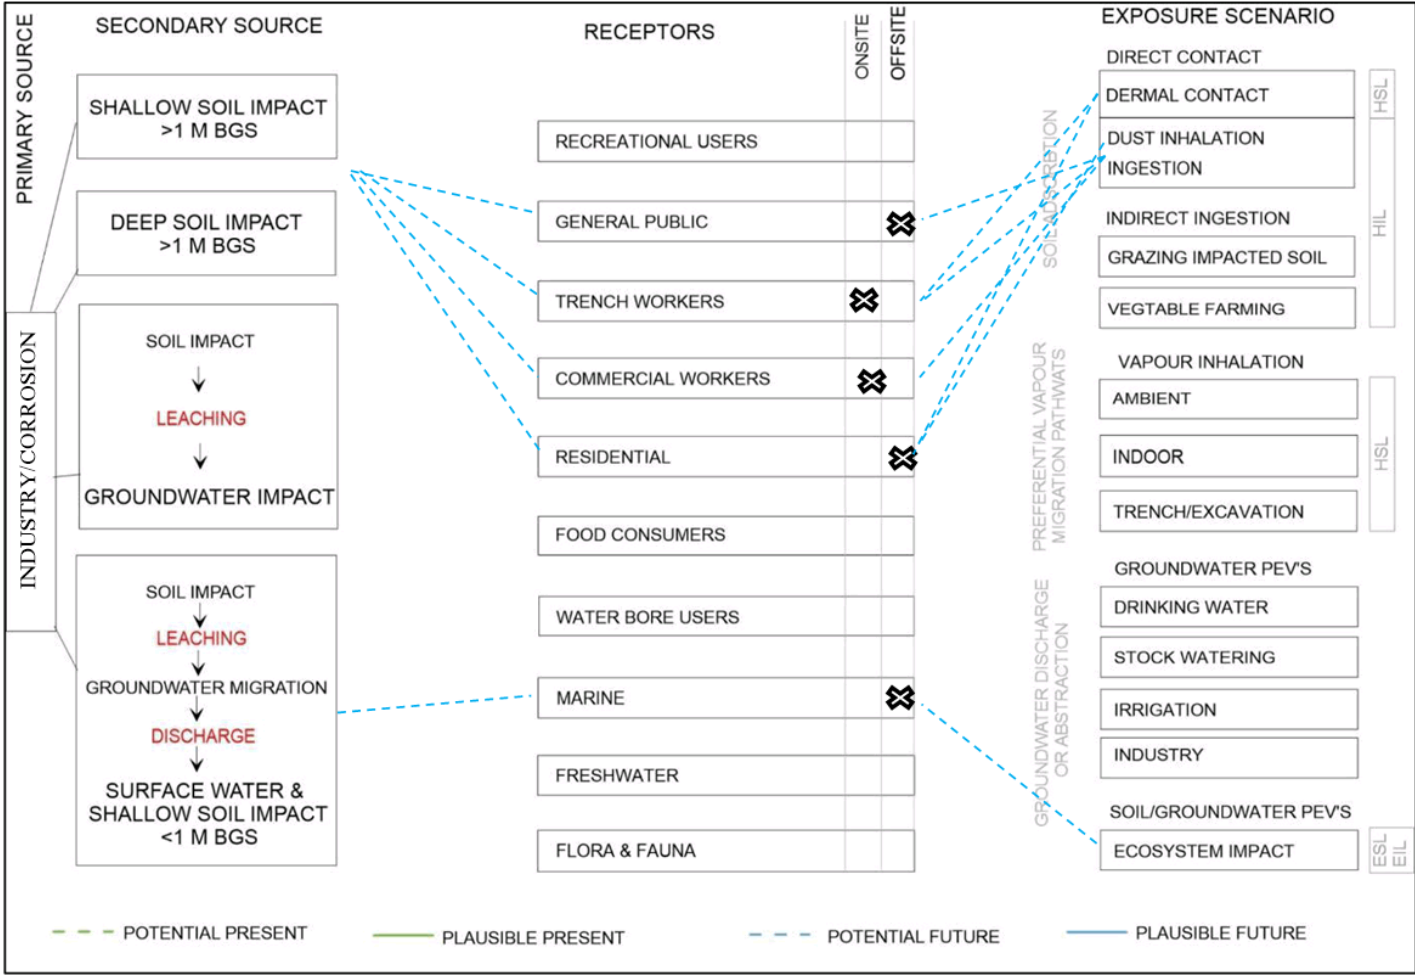 PRIMARY SOURCE
SECONDARY SOURCE
SHALLOW SOIL IMPACT
>1 M BGS
DEEP SOIL IMPACT
>1 M BGS
INDUSTRY/CORROSION
SOIL IMPACT
LEACHING
GROUNDWATER IMPACT
SOIL IMPACT
LEACHING
GROUNDWATER MIGRATION
DISCHARGE
SURFACE WATER &
SHALLOW SOIL IMPACT
<1 M BGS
RECEPTORS
ONSITE
OFFSITE
RECREATIONAL USERS
GENERAL PUBLIC
TRENCH WORKERS
COMMERCIAL WORKERS
RESIDENTIAL
FOOD CONSUMERS
WATER BORE USERS
MARINE
FRESHWATER
FLORA & FAUNA
SOIL ADSORBTION
PREFERENTIAL VAPOUR
MIGRATION PATHWATS
GROUNDWATER DISCHARGE
OR ABSTRACTION
EXPOSURE SCENARIO
DIRECT CONTACT
DERMAL CONTACT
HSL
DUST INHALATION
INGESTION
INDIRECT INGESTION
HIL
GRAZING IMPACTED SOIL
VEGTABLE FARMING
VAPOUR INHALATION
AMBIENT
INDOOR
HSL
TRENCH/EXCAVATION
GROUNDWATER PEV'S
DRINKING WATER
STOCK WATERING
IRRIGATION
INDUSTRY
SOIL/GROUNDWATER PEV'S
ECOSYSTEM IMPACT
ESL
EIL
POTENTIAL PRESENT
PLAUSIBLE PRESENT
POTENTIAL FUTURE
PLAUSIBLE FUTURE